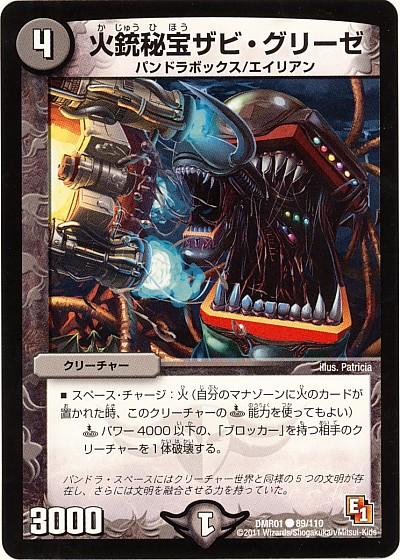 4
かじゅうひほう
火銃秘宝ザビ・グリーゼ
パンドラボックス/エイリアン
Illus. Patricia
クリーチャー
■ スペース・チャージ：火（自分のマナゾーンに火のカードが
置かれた時、このクリーチャーの 能力を使ってもよい）
パワー4000以下の、「ブロッカー」を持つ相手のク
リーチャーを1体破壊する。
パンドラ・スペースにはクリーチャー世界と同様の5つの文明が存
在し、さらには文明を融合させる力も持っていた。
3000
1
E1
DMR01 ● 89/110
©2011 Wizards/Shogakukan/Mitsui-Kids